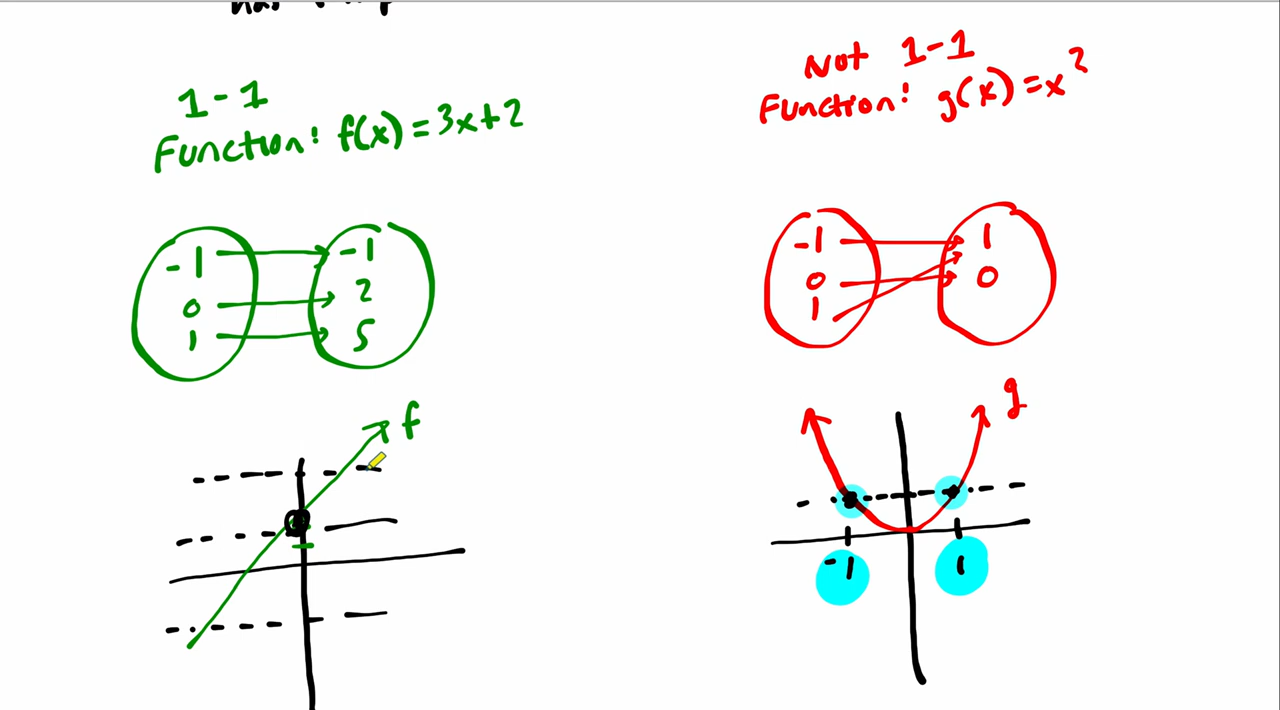 has
1-1
Function: f(x)=3x+2
-1 -1
0 2
1 5
f
Not 1-1
Function: g(x)=x²
-1 1
0 0
1
g
-1 1